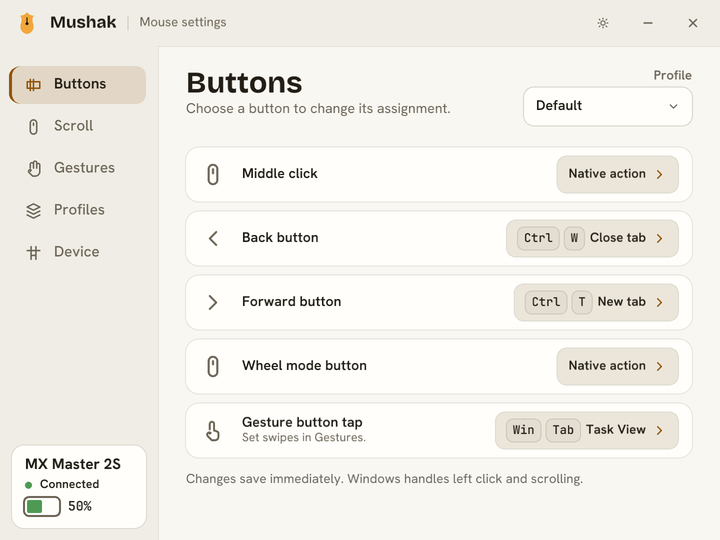 Mushak
Mouse settings
Buttons
Scroll
Gestures
Profiles
Device
MX Master 2S
Connected
50%
Buttons
Choose a button to change its assignment.
Profile
Default
Middle click
Native action
Back button
Ctrl W Close tab
Forward button
Ctrl T New tab
Wheel mode button
Native action
Gesture button tap
Set swipes in Gestures.
Win Tab Task View
Changes save immediately. Windows handles left click and scrolling.